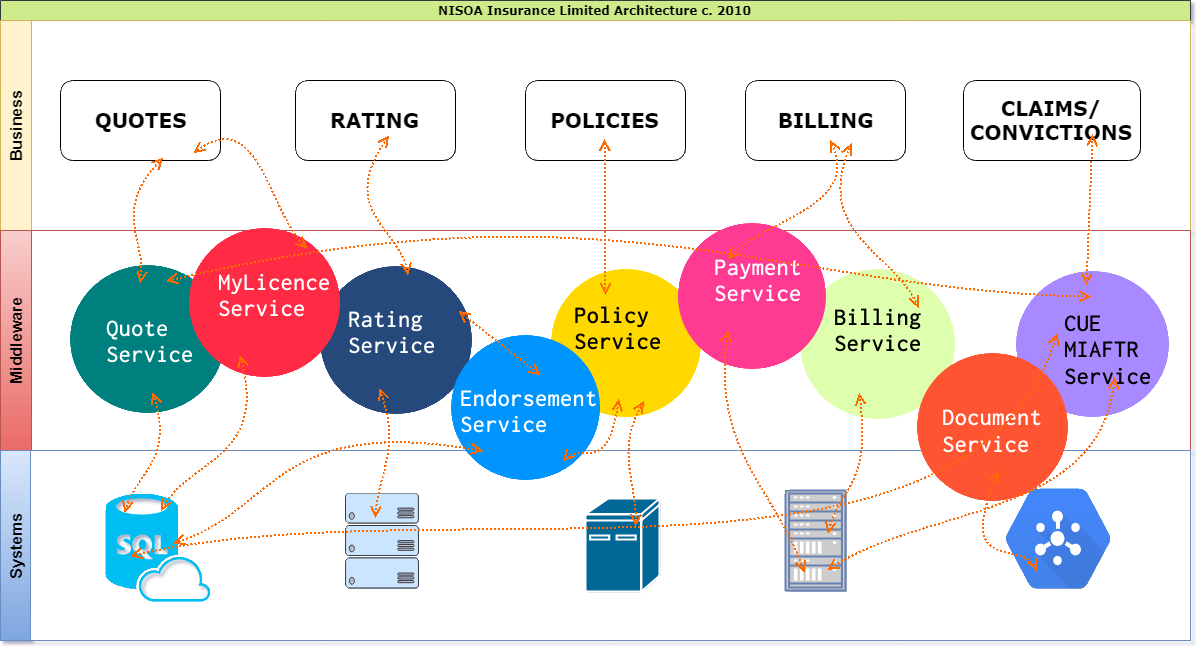 NISOA Insurance Limited Architecture c. 2010
Business
QUOTES
RATING
POLICIES
BILLING
CLAIMS/
CONVICTIONS
Middleware
Quote
Service
MyLicence
Service
Rating
Service
Endorsement
Service
Policy
Service
Payment
Service
Billing
Service
Document
Service
CUE
MIAFTR
Service
Systems
SQL